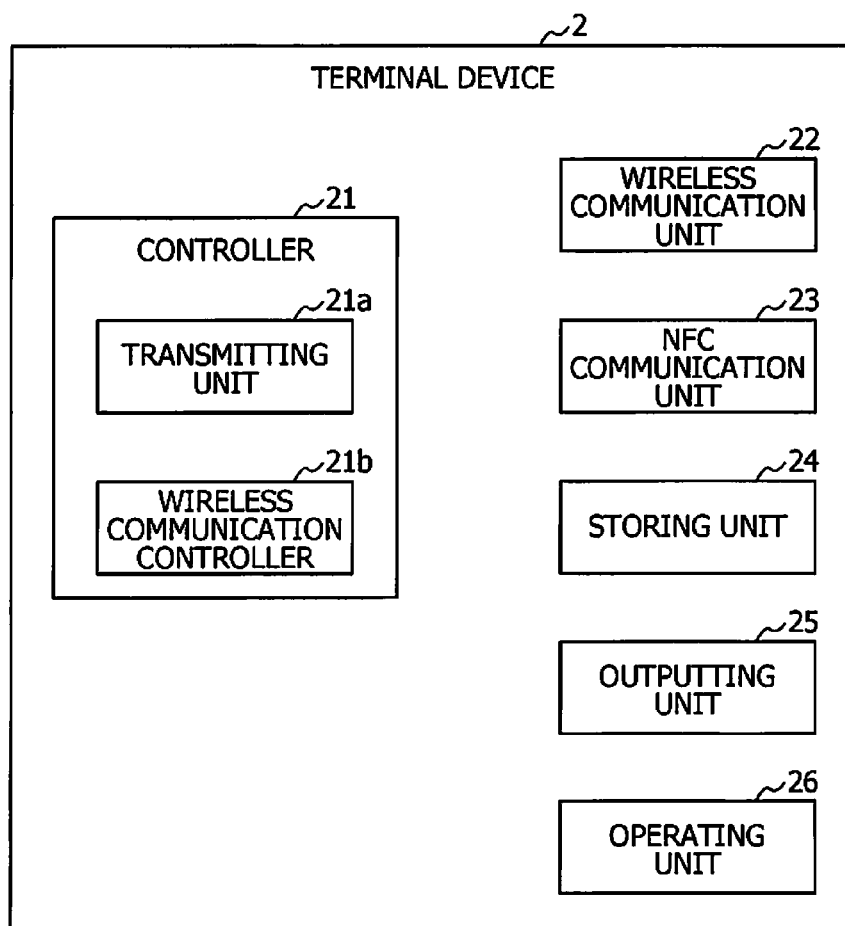 2
TERMINAL DEVICE
21
CONTROLLER
21a
TRANSMITTING
UNIT
21b
WIRELESS
COMMUNICATION
CONTROLLER
22
WIRELESS
COMMUNICATION
UNIT
23
NFC
COMMUNICATION
UNIT
24
STORING UNIT
25
OUTPUTTING
UNIT
26
OPERATING
UNIT